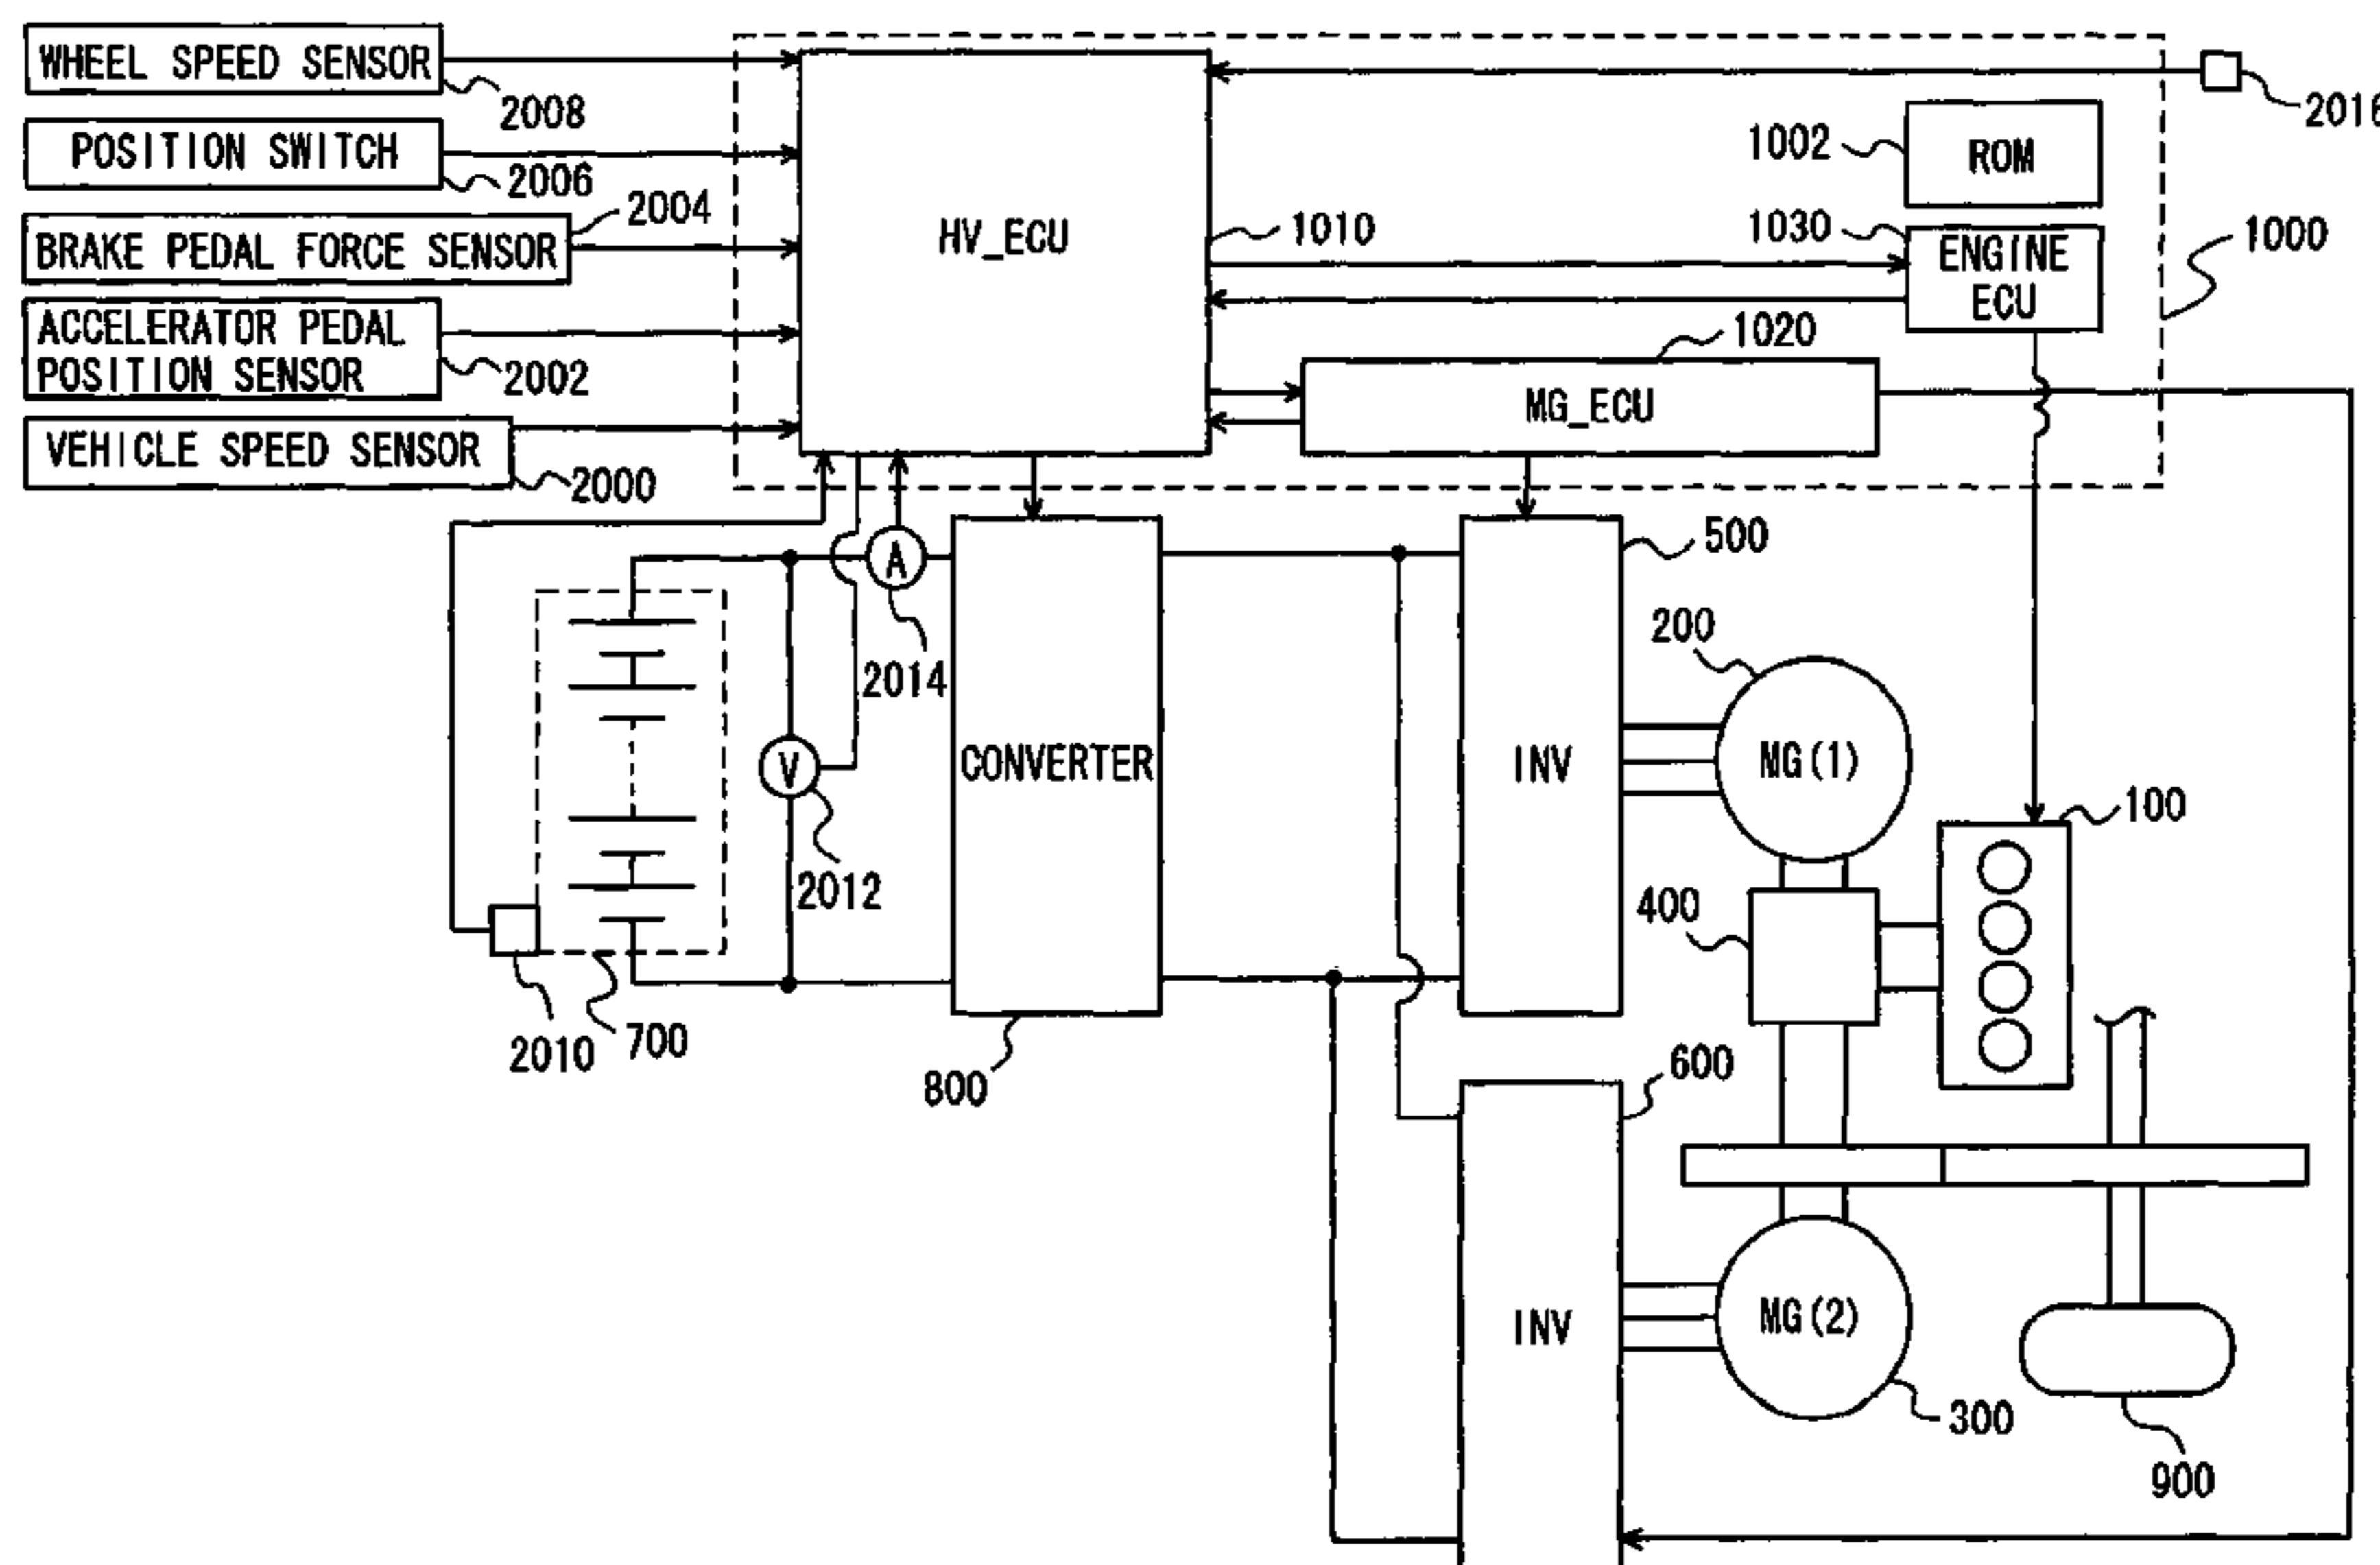 WHEEL SPEED SENSOR
2008
POSITION SWITCH
2006
BRAKE PEDAL FORCE SENSOR
2004
ACCELERATOR PEDAL
POSITION SENSOR
2002
VEHICLE SPEED SENSOR
2000
HV_ECU
1010
2016
1002
ROM
1030
ENGINE
ECU
1000
1020
MG_ECU
A
2014
V
2012
2010
700
CONVERTER
800
INV
500
200
MG(1)
400
100
INV
600
MG(2)
300
900